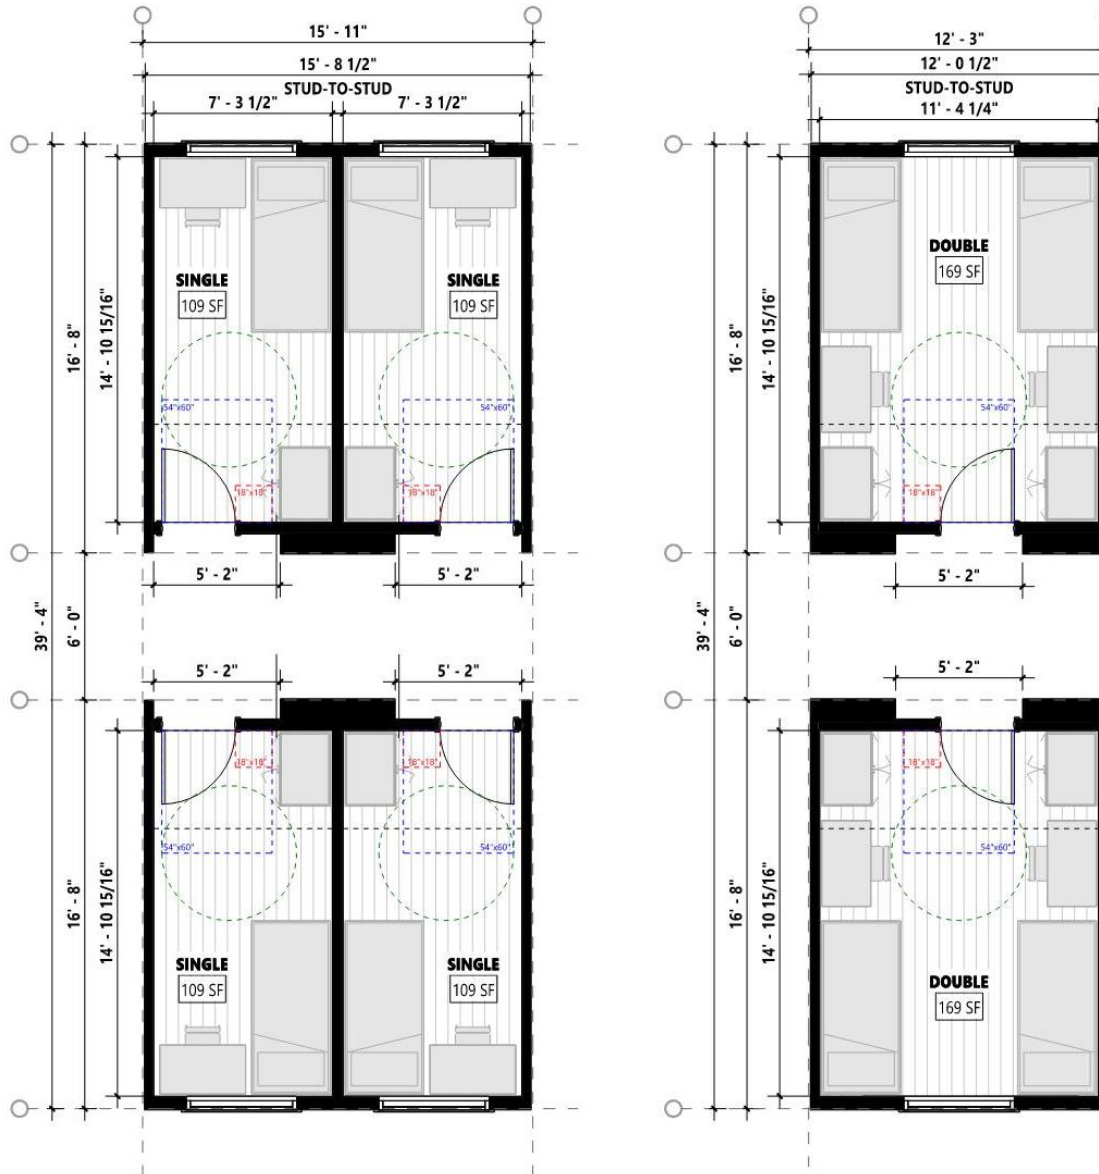 15' - 11"
15' - 8 1/2"
STUD-TO-STUD
7' - 3 1/2"
7' - 3 1/2"
16' - 8"
14' - 10 15/16"
SINGLE
109 SF
SINGLE
109 SF
54"x60"
54"x60"
18"x18"
18"x18"
5' - 2"
5' - 2"
39' - 4"
6' - 0"
5' - 2"
5' - 2"
18"x18"
18"x18"
54"x60"
54"x60"
16' - 8"
14' - 10 15/16"
SINGLE
109 SF
SINGLE
109 SF
12' - 3"
12' - 0 1/2"
STUD-TO-STUD
11' - 4 1/4"
16' - 8"
14' - 10 15/16"
DOUBLE
169 SF
54"x60"
18"x18"
5' - 2"
39' - 4"
6' - 0"
5' - 2"
18"x18"
54"x60"
16' - 8"
14' - 10 15/16"
DOUBLE
169 SF